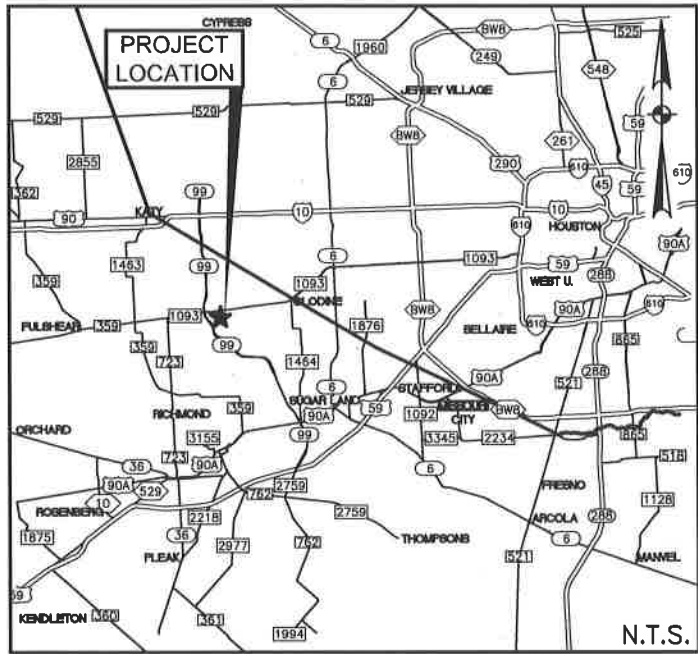 CYPRESS
PROJECT
LOCATION
6
1960
BW8
249
525
548
6
JERSEY VILLAGE
529
529
529
BW8
59
2855
261
290
610
610
362
99
45
59
90
KATY
10
610
10
HOUSTON
90A
1463
99
6
1093
59
288
359
1093
WEST U.
1093
CLODINE
BW8
90A
610
610
FULSHEAR
359
1876
BELLAIRE
865
359
99
723
1464
90A
521
288
SUGAR LAND
6
STAFFORD
RICHMOND
359
90A
59
1092
MISSOURI
CITY
BW8
ORCHARD
3155
99
3345
2234
865
723
90A
36
6
518
90A
529
762
2759
FRESNO
10
1128
ROSENBERG
2218
2759
ARCOLA
288
1875
36
THOMPSONS
6
PLEAK
2977
762
521
MANVEL
59
KENDLETON
360
361
1994
N.T.S.